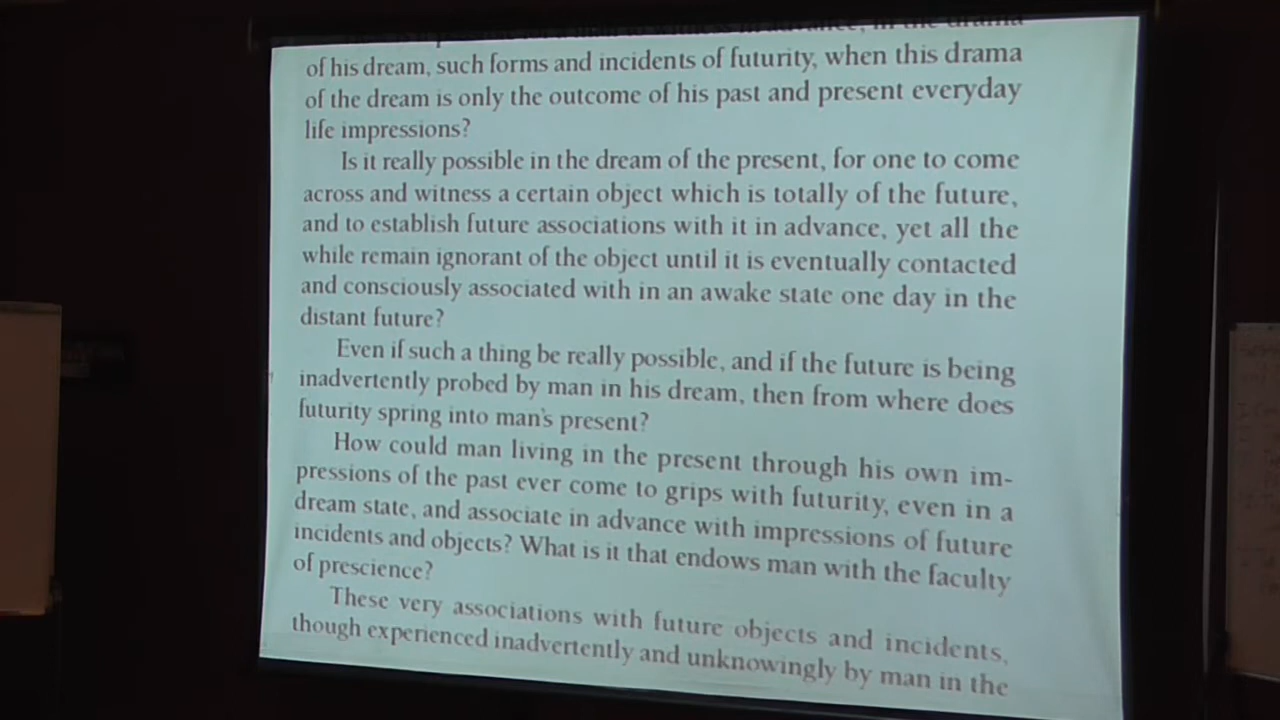 in advance, in the drama
of his dream, such forms and incidents of futurity, when this drama
of the dream is only the outcome of his past and present everyday
life impressions?
Is it really possible in the dream of the present, for one to come
across and witness a certain object which is totally of the future,
and to establish future associations with it in advance, yet all the
while remain ignorant of the object until it is eventually contacted
and consciously associated with in an awake state one day in the
distant future?
Even if such a thing be really possible, and if the future is being
inadvertently probed by man in his dream, then from where does
futurity spring into man's present?
How could man living in the present through his own im-
pressions of the past ever come to grips with futurity, even in a
dream state, and associate in advance with impressions of future
incidents and objects? What is it that endows man with the faculty
of prescience?
These very associations with future objects and incidents,
though experienced inadvertently and unknowingly by man in the